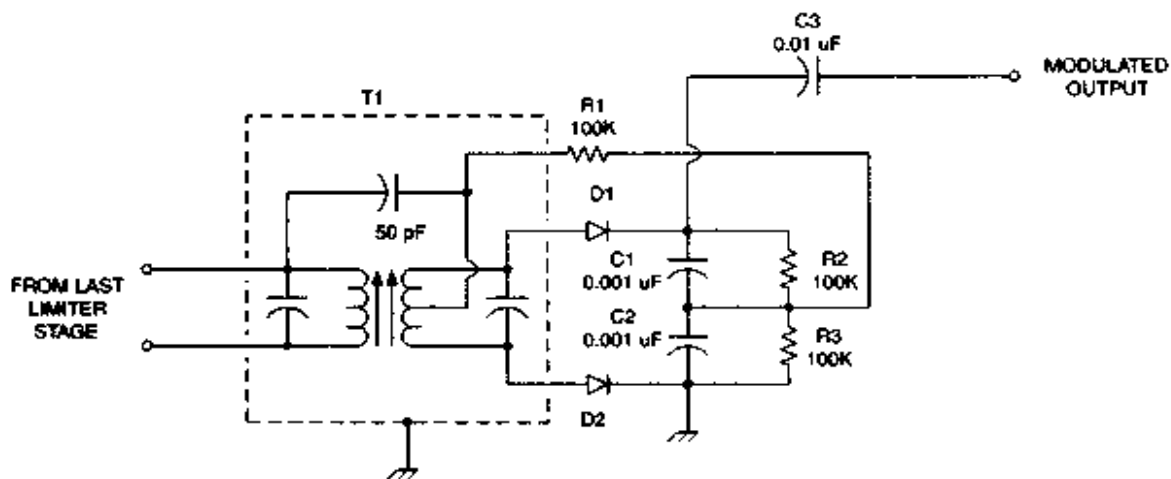 C3
0.01 uF
MODULATED
OUTPUT
T1
R1
100K
D1
50 pF
C1
0.001 uF
R2
100K
FROM LAST
LIMITER
STAGE
C2
0.001 uF
R3
100K
D2